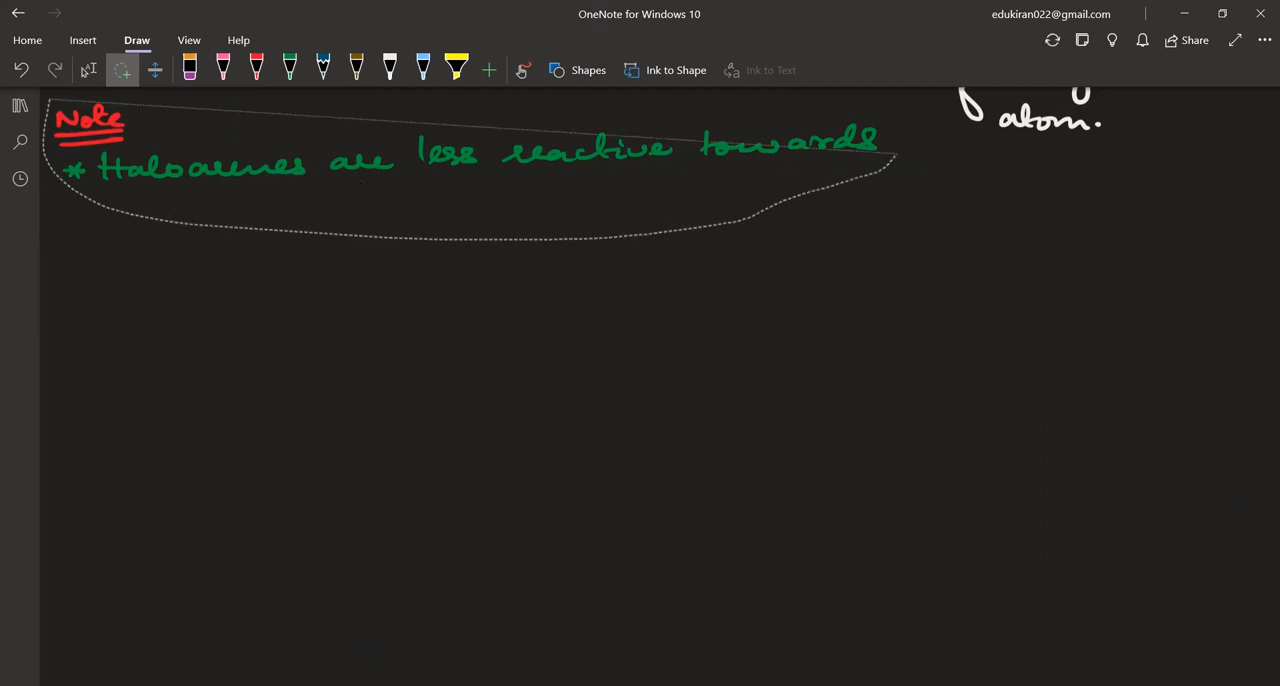 OneNote for Windows 10
edukiran022@gmail.com
Home Insert Draw View Help
Share
Shapes Ink to Shape Ink to Text
atom.
Note
* Haloarenes are less reactive towards